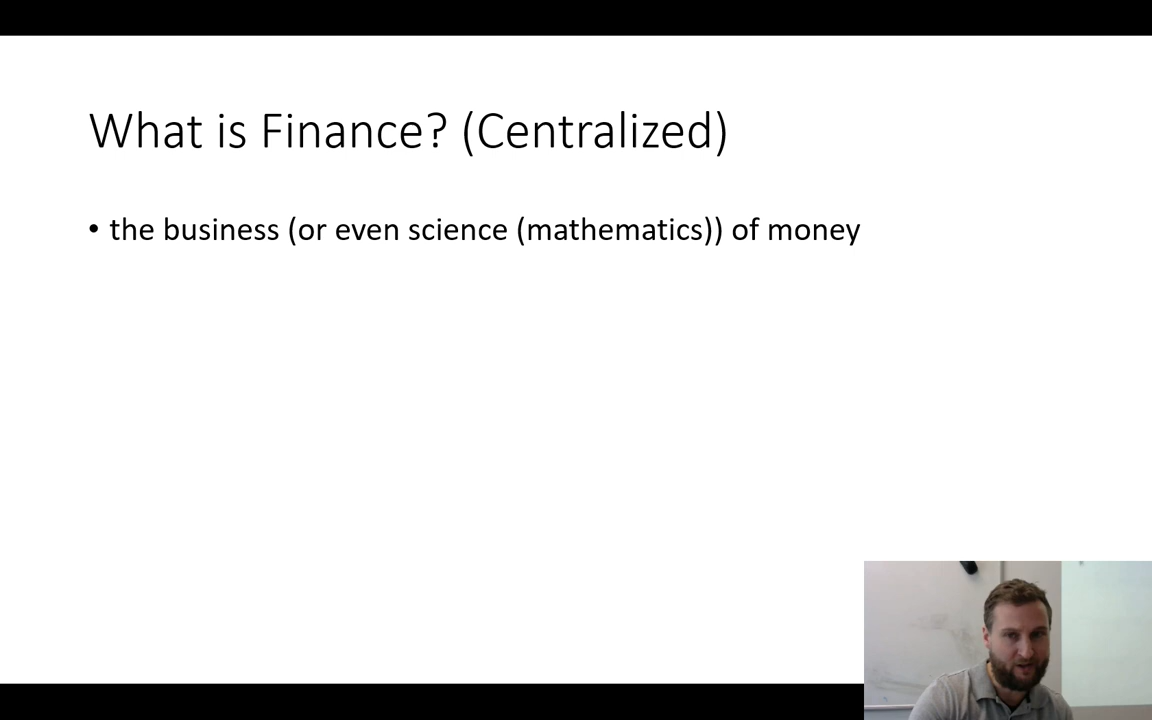 What is Finance? (Centralized)
• the business (or even science (mathematics)) of money